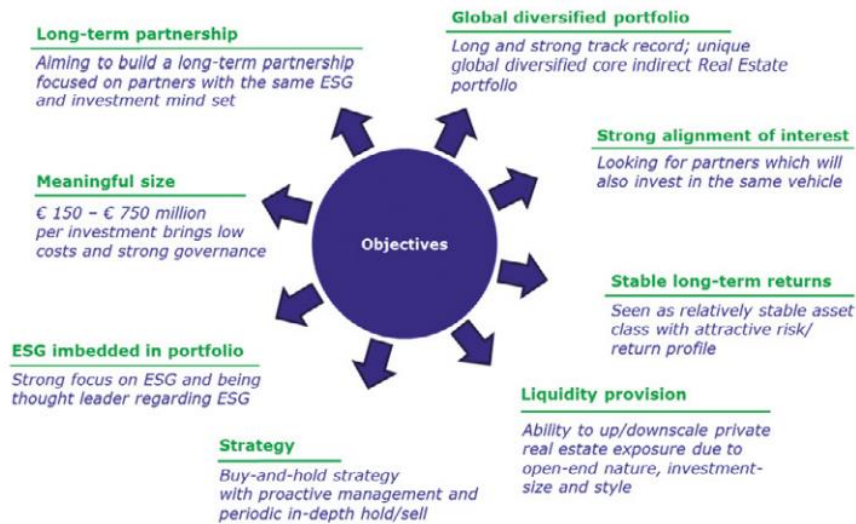 Long-term partnership
Aiming to build a long-term partnership
focused on partners with the same ESG
and investment mind set
Global diversified portfolio
Long and strong track record; unique
global diversified core indirect Real Estate
portfolio
Strong alignment of interest
Looking for partners which will
also invest in the same vehicle
Meaningful size
€ 150 – € 750 million
per investment brings low
costs and strong governance
Objectives
Stable long-term returns
Seen as relatively stable asset
class with attractive risk/
return profile
ESG imbedded in portfolio
Strong focus on ESG and being
thought leader regarding ESG
Liquidity provision
Ability to up/downscale private
real estate exposure due to
open-end nature, investment-
size and style
Strategy
Buy-and-hold strategy
with proactive management and
periodic in-depth hold/sell